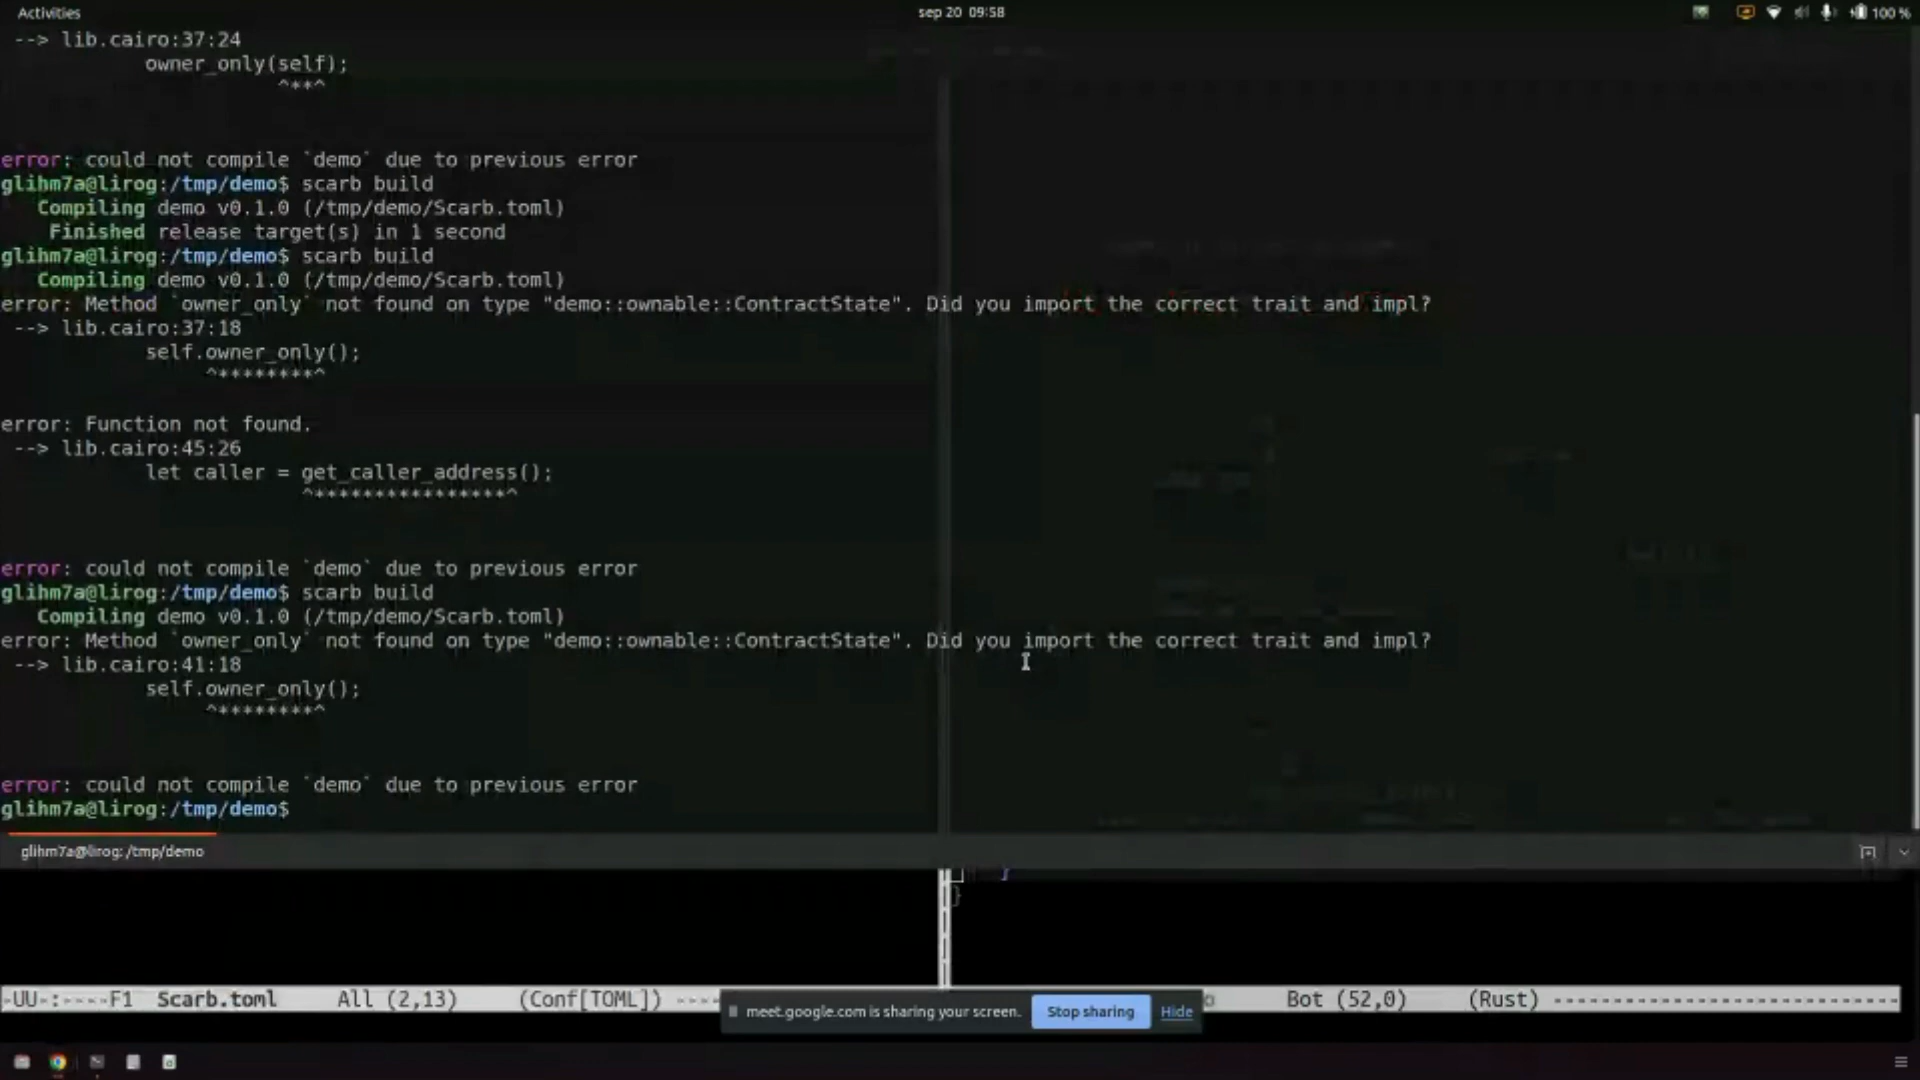 Activities
sep 20 09:58
100 %
--> lib.cairo:37:24
owner_only(self);
^**^
error: could not compile `demo` due to previous error
glihm7a@lirog:/tmp/demo$ scarb build
Compiling demo v0.1.0 (/tmp/demo/Scarb.toml)
Finished release target(s) in 1 second
glihm7a@lirog:/tmp/demo$ scarb build
Compiling demo v0.1.0 (/tmp/demo/Scarb.toml)
error: Method `owner_only` not found on type "demo::ownable::ContractState". Did you import the correct trait and impl?
--> lib.cairo:37:18
self.owner_only();
^********^
error: Function not found.
--> lib.cairo:45:26
let caller = get_caller_address();
^****************^
error: could not compile `demo` due to previous error
glihm7a@lirog:/tmp/demo$ scarb build
Compiling demo v0.1.0 (/tmp/demo/Scarb.toml)
error: Method `owner_only` not found on type "demo::ownable::ContractState". Did you import the correct trait and impl?
--> lib.cairo:41:18
self.owner_only();
^********^
error: could not compile `demo` due to previous error
glihm7a@lirog:/tmp/demo$
glihm7a@lirog: /tmp/demo
}
}
-UU-:----F1 Scarb.toml All (2,13) (Conf[TOML]) ----
Bot (52,0) (Rust) -----------------------------
meet.google.com is sharing your screen. Stop sharing Hide